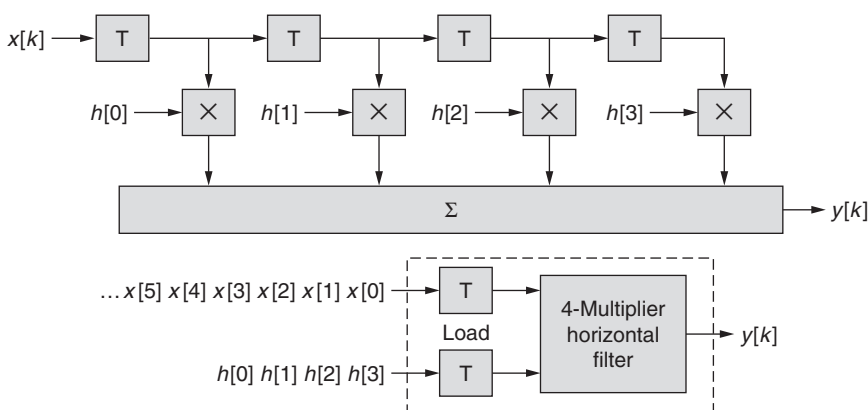 x[k] T T T T
h[0] × h[1] × h[2] × h[3] ×
Σ y[k]
... x[5] x[4] x[3] x[2] x[1] x[0] T
Load
h[0] h[1] h[2] h[3] T
4-Multiplier
horizontal
filter
y[k]